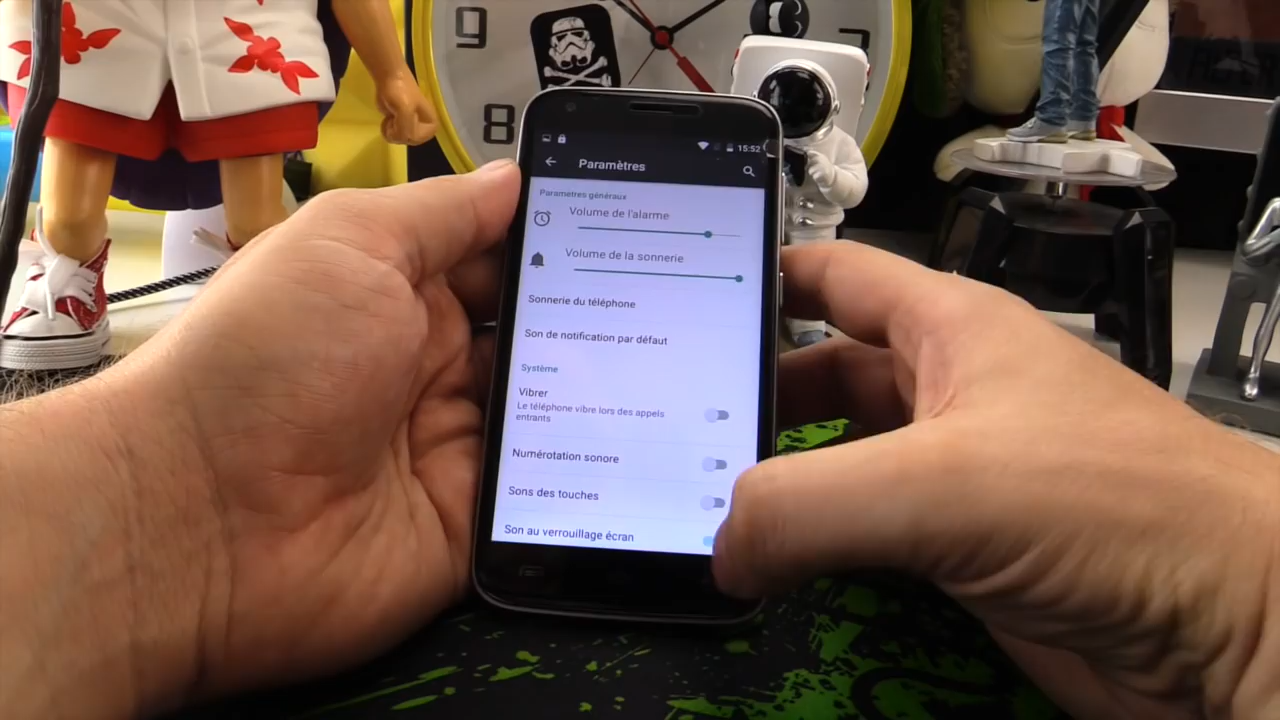 9
8
15:52
Paramètres
Paramètres généraux
Volume de l'alarme
Volume de la sonnerie
Sonnerie du téléphone
Son de notification par défaut
Système
Vibrer
Le téléphone vibre lors des appels
entrants
Numérotation sonore
Sons des touches
Son au verrouillage écran